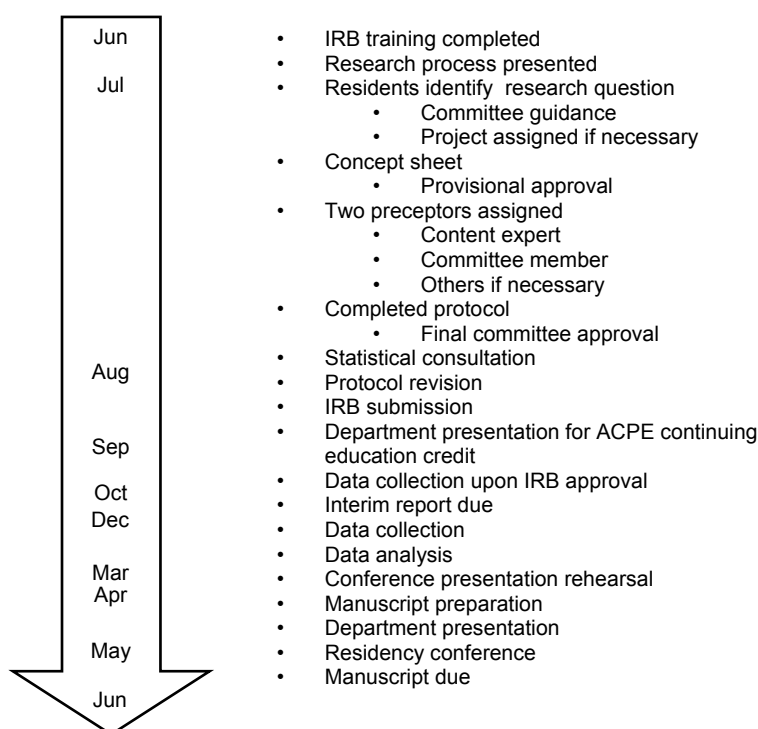 Jun
Jul
Aug
Sep
Oct
Dec
Mar
Apr
May
Jun
• IRB training completed
• Research process presented
• Residents identify research question
• Committee guidance
• Project assigned if necessary
• Concept sheet
• Provisional approval
• Two preceptors assigned
• Content expert
• Committee member
• Others if necessary
• Completed protocol
• Final committee approval
• Statistical consultation
• Protocol revision
• IRB submission
• Department presentation for ACPE continuing
education credit
• Data collection upon IRB approval
• Interim report due
• Data collection
• Data analysis
• Conference presentation rehearsal
• Manuscript preparation
• Department presentation
• Residency conference
• Manuscript due